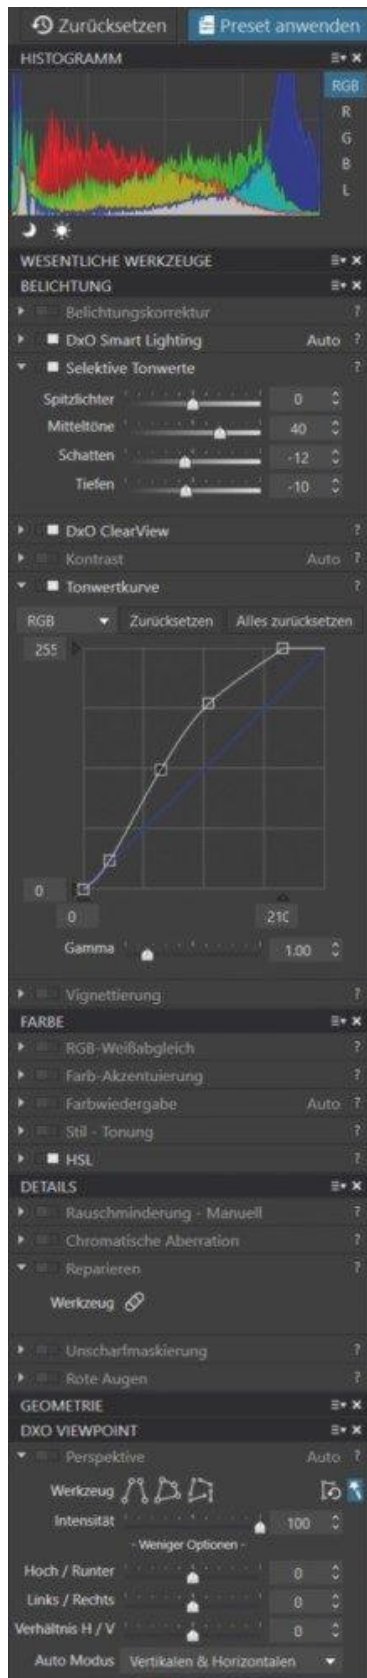 Zurücksetzen Preset anwenden
HISTOGRAMM
RGB
R
G
B
L
WESENTLICHE WERKZEUGE
BELICHTUNG
Belichtungskorrektur ?
DxO Smart Lighting Auto ?
Selektive Tonwerte ?
Spitzlichter 0
Mitteltöne 40
Schatten -12
Tiefen -10
DxO ClearView ?
Kontrast Auto ?
Tonwertkurve ?
RGB Zurücksetzen Alles zurücksetzen
255
0
0 210
Gamma 1.00
Vignettierung ?
FARBE
RGB-Weißabgleich ?
Farb-Akzentuierung ?
Farbwiedergabe Auto ?
Stil - Tonung ?
HSL ?
DETAILS
Rauschminderung - Manuell ?
Chromatische Aberration ?
Reparieren ?
Werkzeug
Unscharfmaskierung ?
Rote Augen ?
GEOMETRIE
DXO VIEWPOINT
Perspektive Auto ?
Werkzeug
Intensität 100
- Weniger Optionen -
Hoch / Runter 0
Links / Rechts 0
Verhältnis H / V 0
Auto Modus Vertikalen & Horizontalen